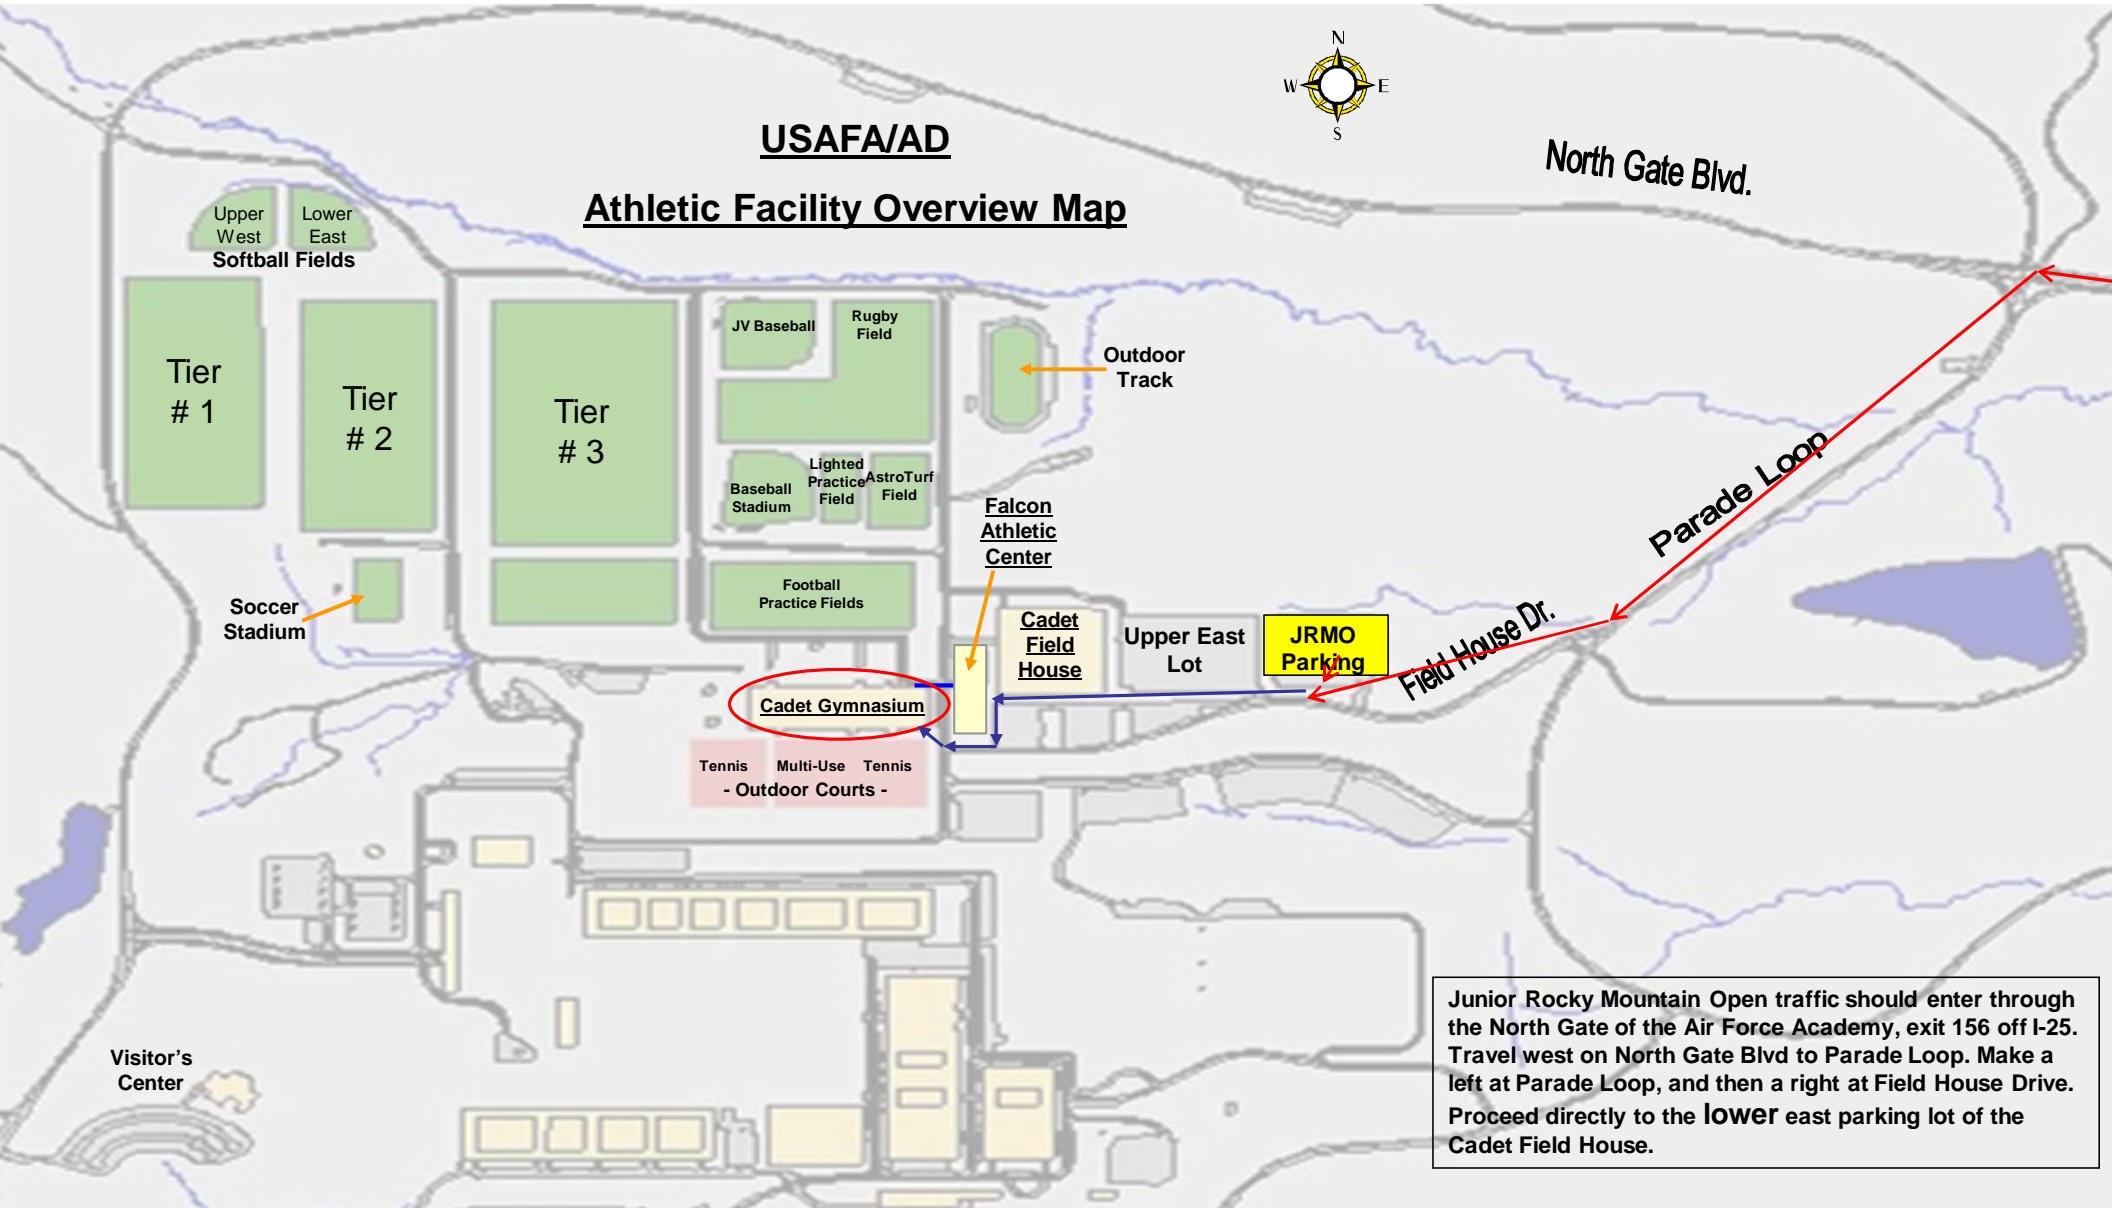 N
W
E
S
USAFA/AD
Athletic Facility Overview Map
North Gate Blvd.
Upper
West
Lower
East
Softball Fields
Tier
# 1
Tier
# 2
Tier
# 3
JV Baseball
Rugby
Field
Outdoor
Track
Baseball
Stadium
Lighted
Practice
Field
AstroTurf
Field
Falcon
Athletic
Center
Parade Loop
Football
Practice Fields
Soccer
Stadium
Cadet
Field
House
Upper East
Lot
JRMO
Parking
Field House Dr.
Cadet Gymnasium
Tennis
Multi-Use
Tennis
- Outdoor Courts -
Visitor's
Center
Junior Rocky Mountain Open traffic should enter through
the North Gate of the Air Force Academy, exit 156 off I-25.
Travel west on North Gate Blvd to Parade Loop. Make a
left at Parade Loop, and then a right at Field House Drive.
Proceed directly to the lower east parking lot of the
Cadet Field House.